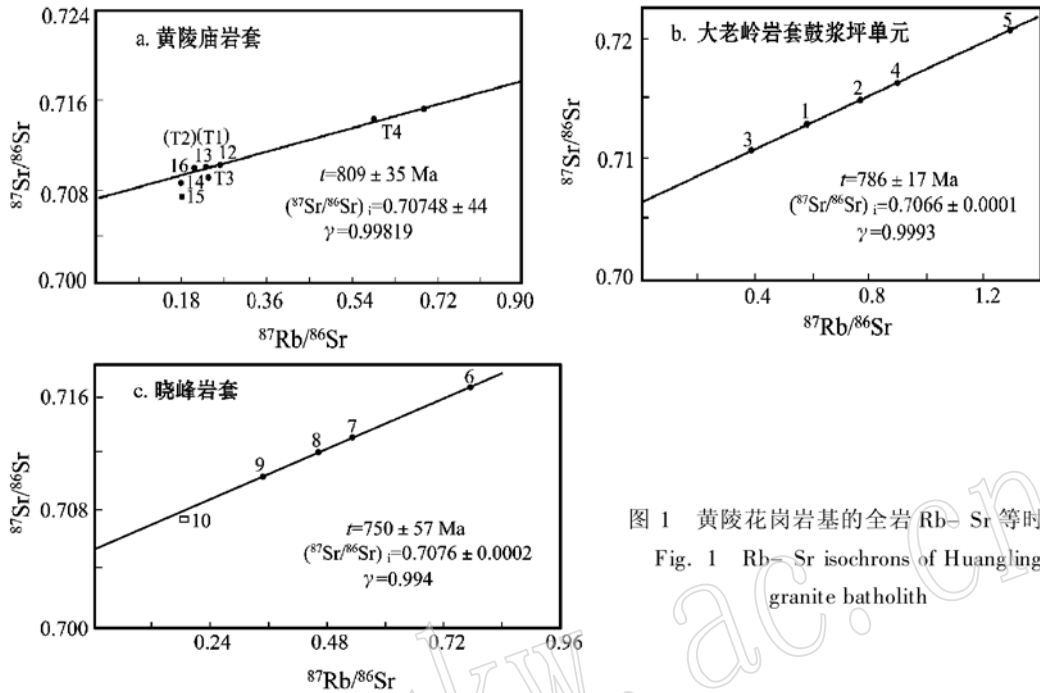 0.724
a. 黄陵庙岩套
0.716
0.708
0.700
⁸⁷Sr/⁸⁶Sr
(T2)(T1)
16 13 12
14 T3
15
T4
t=809 ± 35 Ma
(⁸⁷Sr/⁸⁶Sr) i=0.70748 ± 44
γ=0.99819
0.18 0.36 0.54 0.72 0.90
⁸⁷Rb/⁸⁶Sr
b. 大老岭岩套鼓浆坪单元
0.72
0.71
0.70
⁸⁷Sr/⁸⁶Sr
5
4
2
1
3
t=786 ± 17 Ma
(⁸⁷Sr/⁸⁶Sr) i=0.7066 ± 0.0001
γ=0.9993
0.4 0.8 1.2
⁸⁷Rb/⁸⁶Sr
c. 晓峰岩套
0.716
0.708
0.700
⁸⁷Sr/⁸⁶Sr
6
7
8
9
10
t=750 ± 57 Ma
(⁸⁷Sr/⁸⁶Sr) i=0.7076 ± 0.0002
γ=0.994
0.24 0.48 0.72 0.96
⁸⁷Rb/⁸⁶Sr
图 1 黄陵花岗岩基的全岩 Rb– Sr 等时
Fig. 1 Rb– Sr isochrons of Huangling
granite batholith
kw.ac.cn